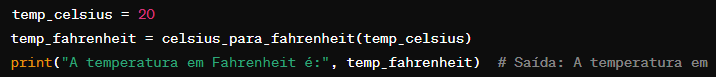 temp_celsius = 20
temp_fahrenheit = celsius_para_fahrenheit(temp_celsius)
print("A temperatura em Fahrenheit é:", temp_fahrenheit)  # Saída: A temperatura em